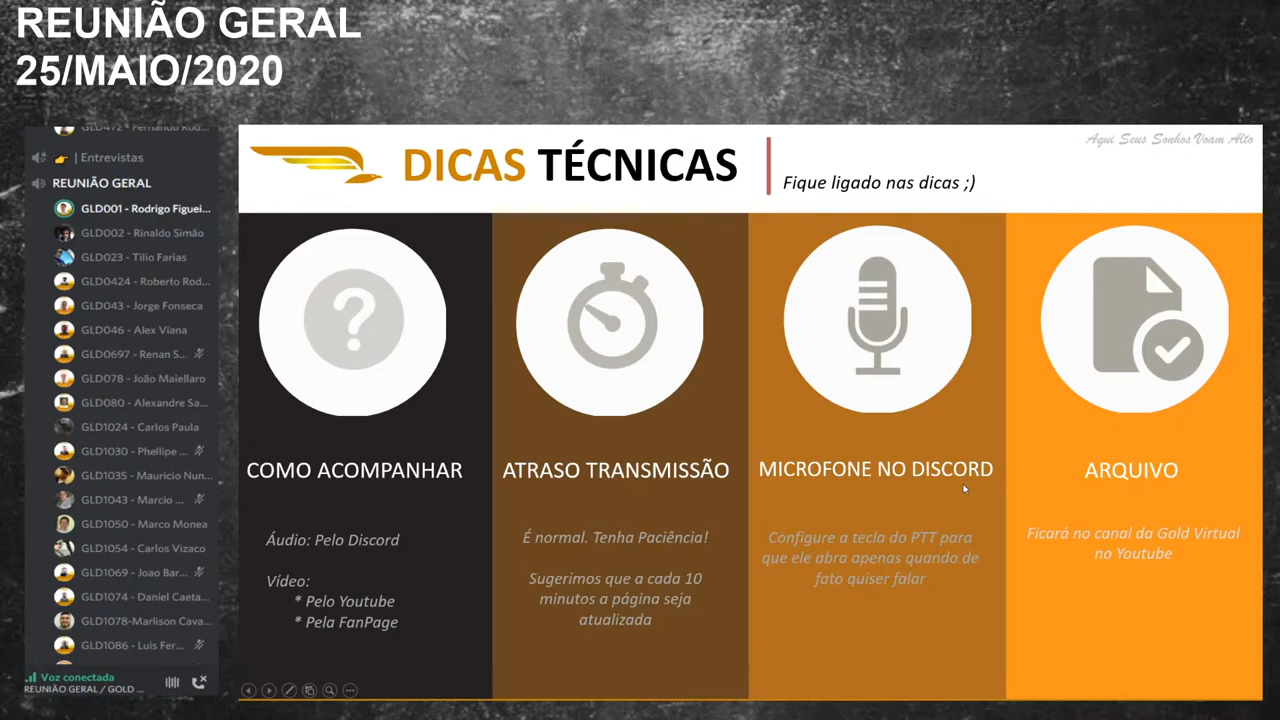 REUNIÃO GERAL
25/MAIO/2020
GLD472 - Fernando Rod...
| Entrevistas
REUNIÃO GERAL
GLD001 - Rodrigo Figuei...
GLD002 - Rinaldo Simão
GLD023 - Tílio Farias
GLD0424 - Roberto Rod...
GLD043 - Jorge Fonseca
GLD046 - Alex Viana
GLD0697 - Renan S...
GLD078 - João Maiellaro
GLD080 - Alexandre Sa...
GLD1024 - Carlos Paula
GLD1030 - Phellipe ...
GLD1035 - Mauricio Nun...
GLD1043 - Marcio ...
GLD1050 - Marco Monea
GLD1054 - Carlos Vizaco
GLD1069 - Joao Bar...
GLD1074 - Daniel Caeta...
GLD1078-Marlison Cava...
GLD1086 - Luis Fer...
Voz conectada
REUNIÃO GERAL / GOLD ...
Aqui Seus Sonhos Voam Alto
DICAS TÉCNICAS
Fique ligado nas dicas ;)
COMO ACOMPANHAR
Áudio: Pelo Discord
Vídeo:
* Pelo Youtube
* Pela FanPage
ATRASO TRANSMISSÃO
É normal. Tenha Paciência!
Sugerimos que a cada 10
minutos a página seja
atualizada
MICROFONE NO DISCORD
Configure a tecla do PTT para
que ele abra apenas quando de
fato quiser falar
ARQUIVO
Ficará no canal da Gold Virtual
no Youtube